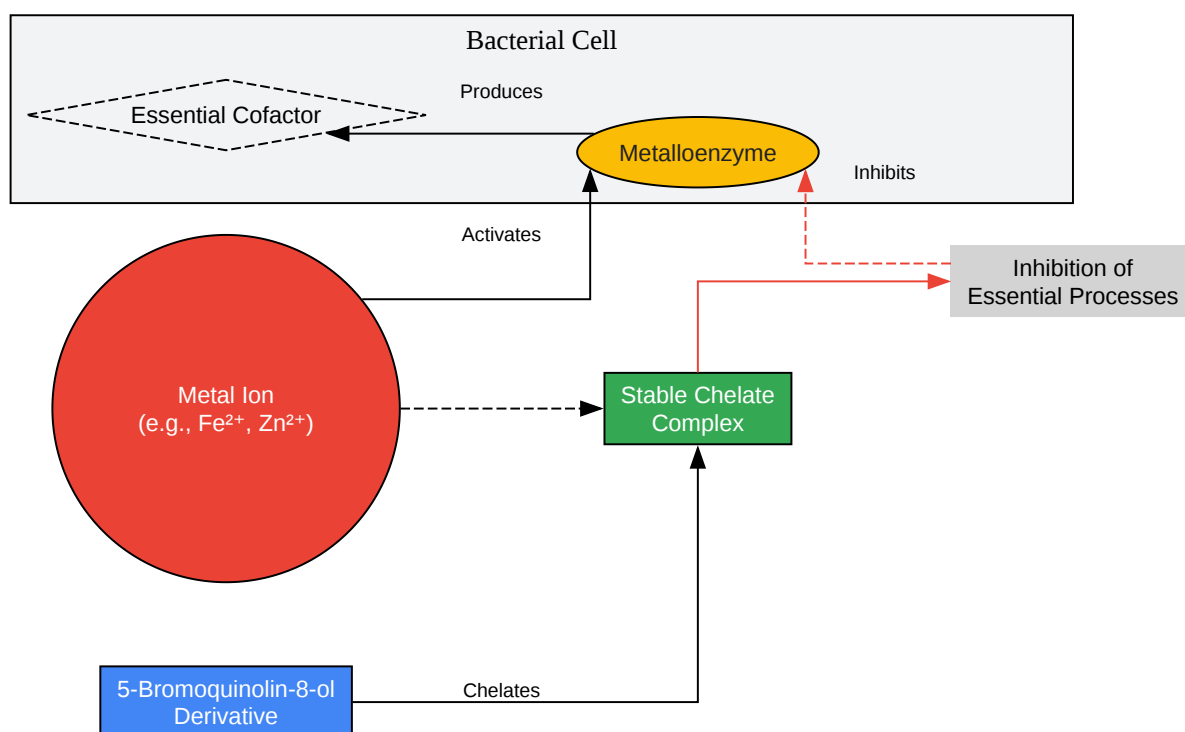 Bacterial Cell
Produces
Essential Cofactor
Metalloenzyme
Inhibits
Activates
Inhibition of
Essential Processes
Metal Ion
(e.g., Fe²⁺, Zn²⁺)
Stable Chelate
Complex
5-Bromoquinolin-8-ol
Derivative
Chelates